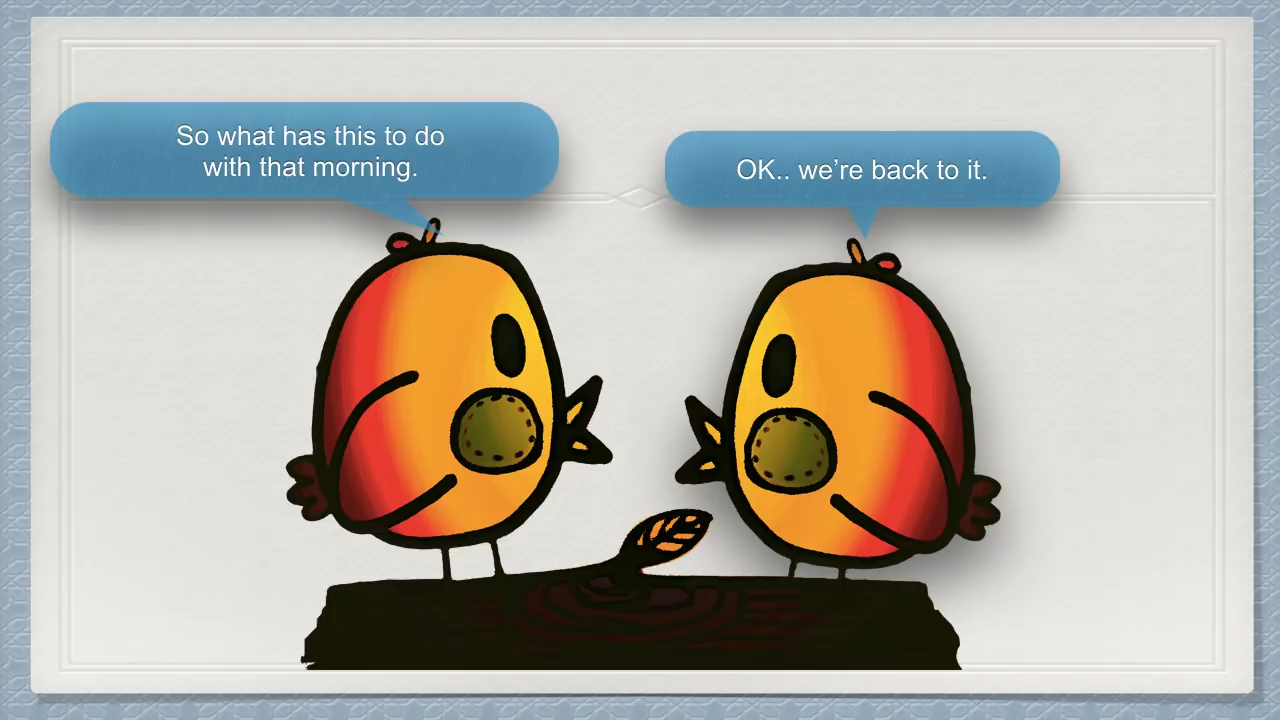 So what has this to do
with that morning.
OK.. we’re back to it.